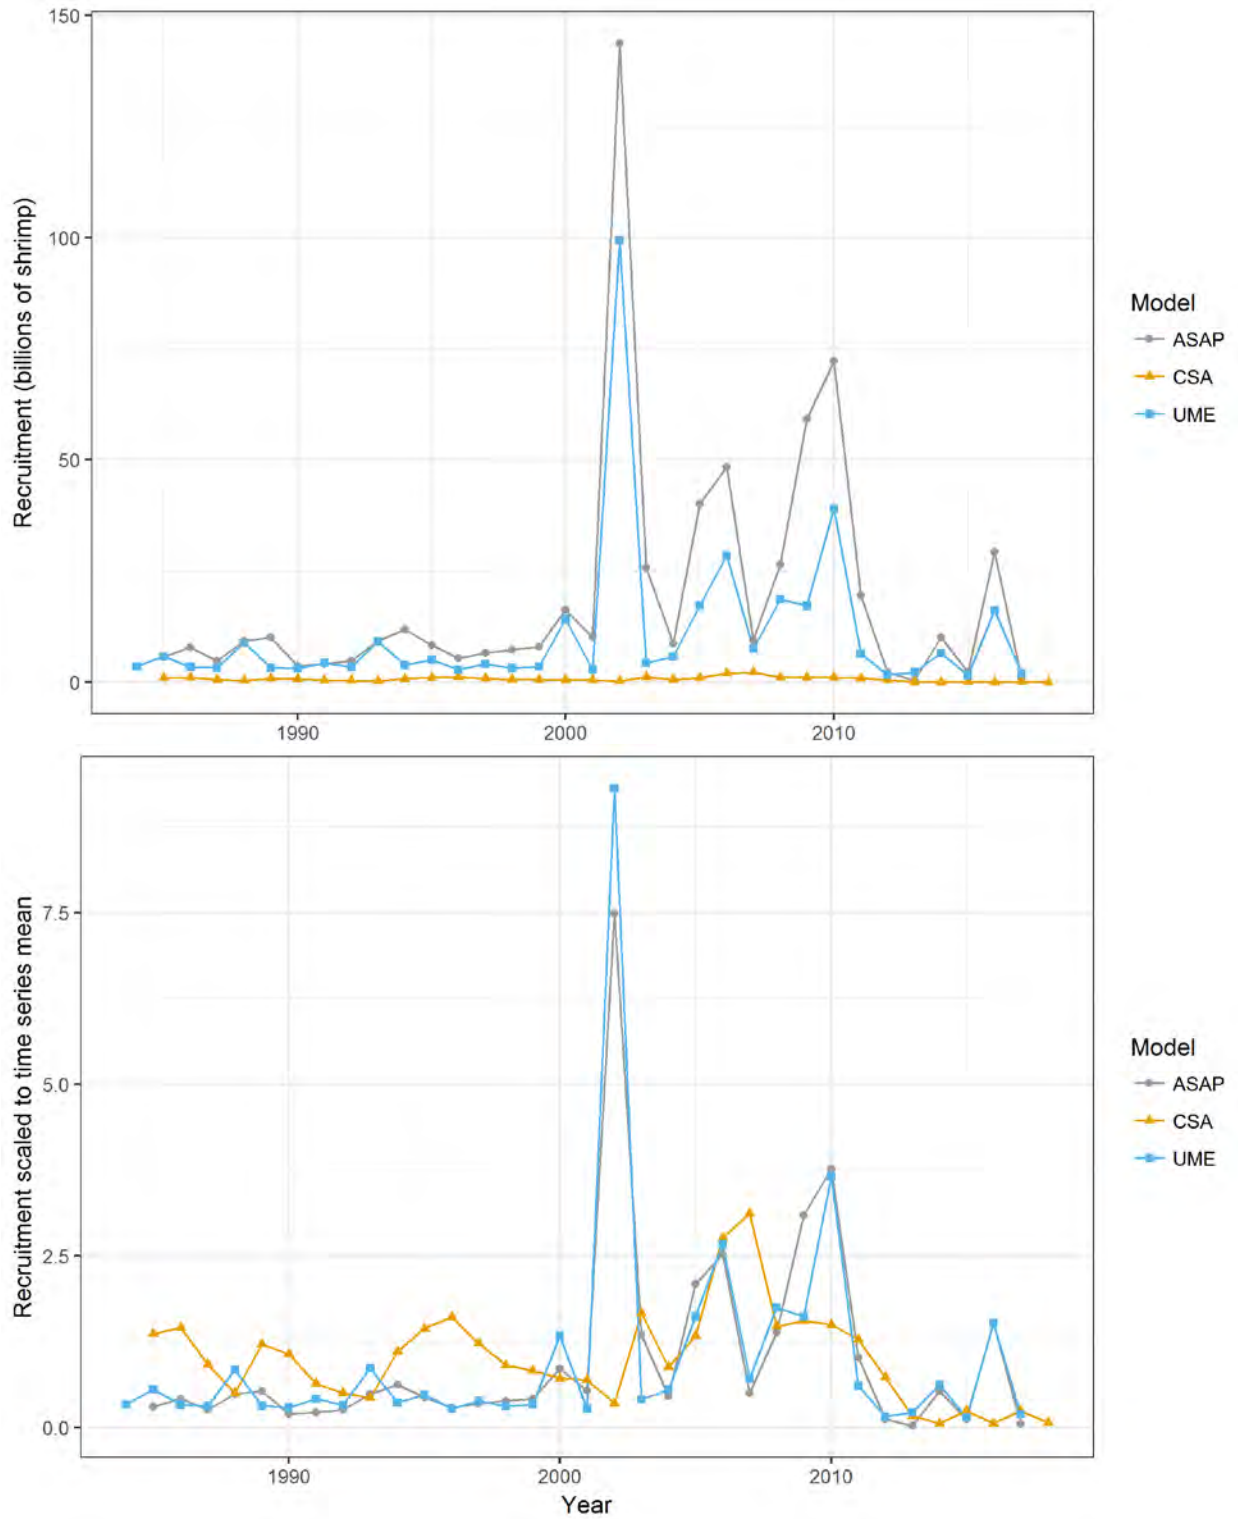 150
100
50
0
Recruitment (billions of shrimp)
1990
2000
2010
Model
ASAP
CSA
UME
7.5
5.0
2.5
0.0
Recruitment scaled to time series mean
1990
2000
2010
Year
Model
ASAP
CSA
UME